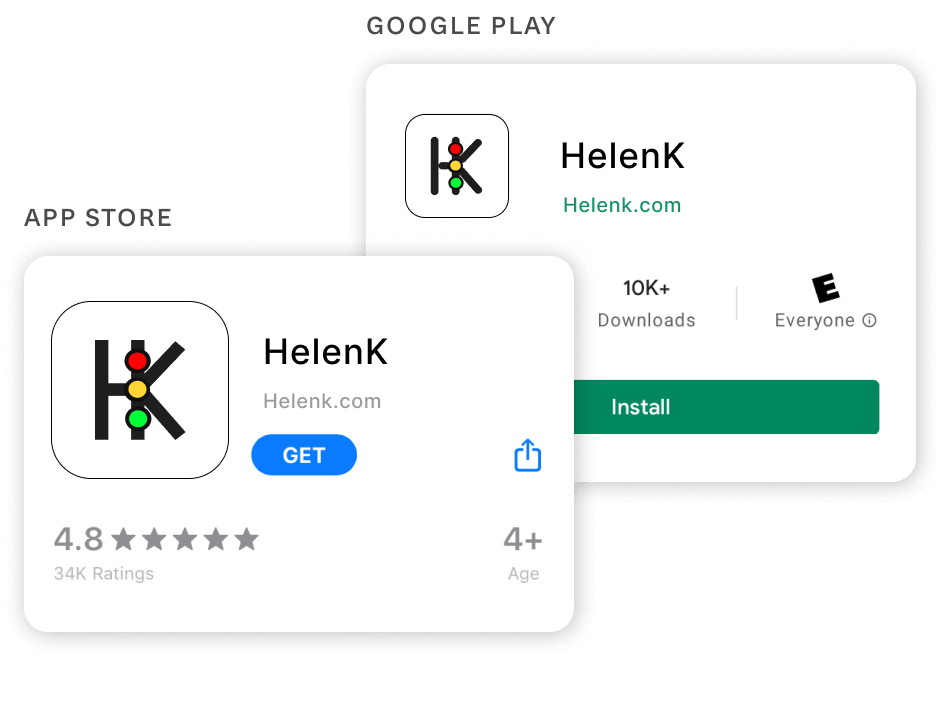 GOOGLE PLAY
HelenK
Helenk.com
10K+
Downloads
E
Everyone
Install
APP STORE
K
HelenK
Helenk.com
GET
4.8
34K Ratings
4+
Age